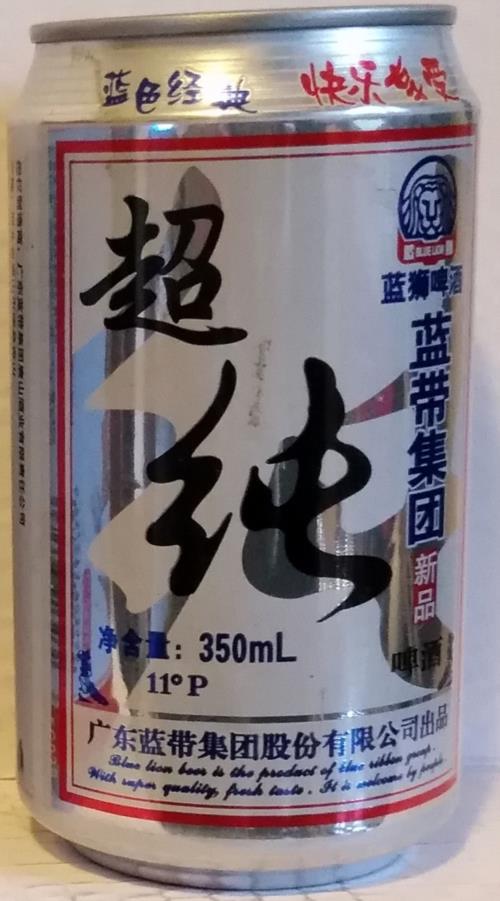 蓝色经典
快乐感受
BLUE LION
蓝狮啤酒
超
纯
蓝带集团
新品
净含量：350mL
11°P
啤酒
广东蓝带集团股份有限公司出品
Blue lion beer is the product of blue ribbon group.
With super quality, fresh taste. It is welcome by people.